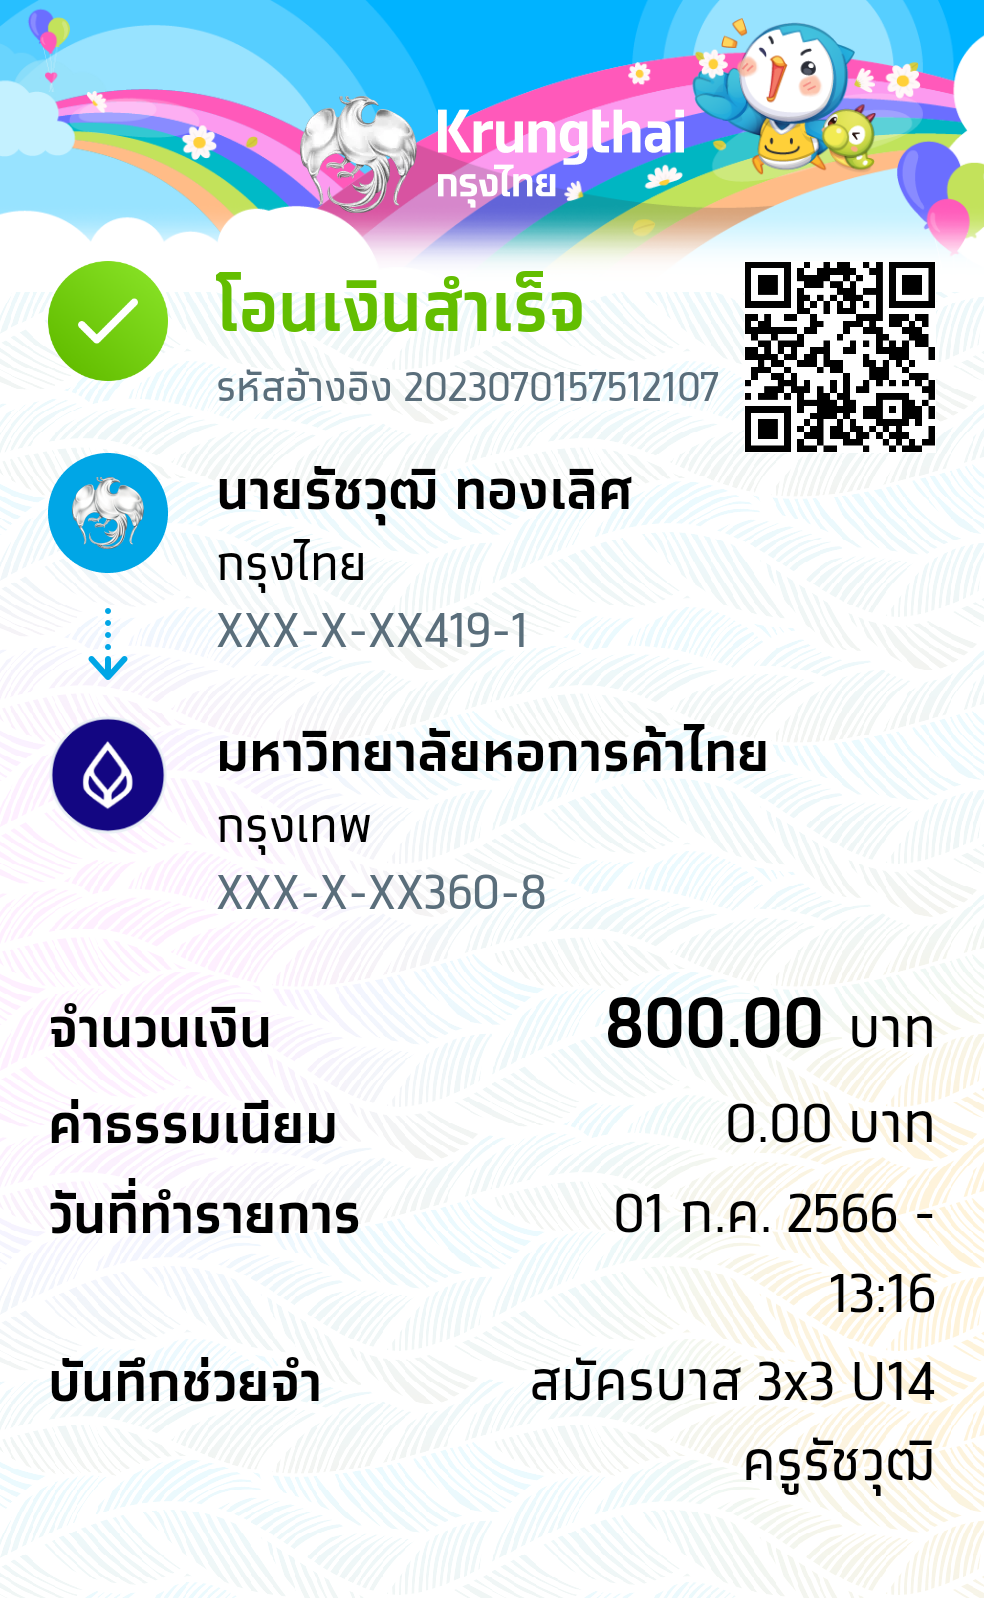 Krungthai
กรุงไทย
โอนเงินสำเร็จ
รหัสอ้างอิง 2023070157512107
นายรัชวุฒิ ทองเลิศ
กรุงไทย
XXX-X-XX419-1
มหาวิทยาลัยหอการค้าไทย
กรุงเทพ
XXX-X-XX360-8
จำนวนเงิน 800.00 บาท
ค่าธรรมเนียม 0.00 บาท
วันที่ทำรายการ 01 ก.ค. 2566 -
13:16
บันทึกช่วยจำ สมัครบาส 3x3 U14
ครูรัชวุฒิ